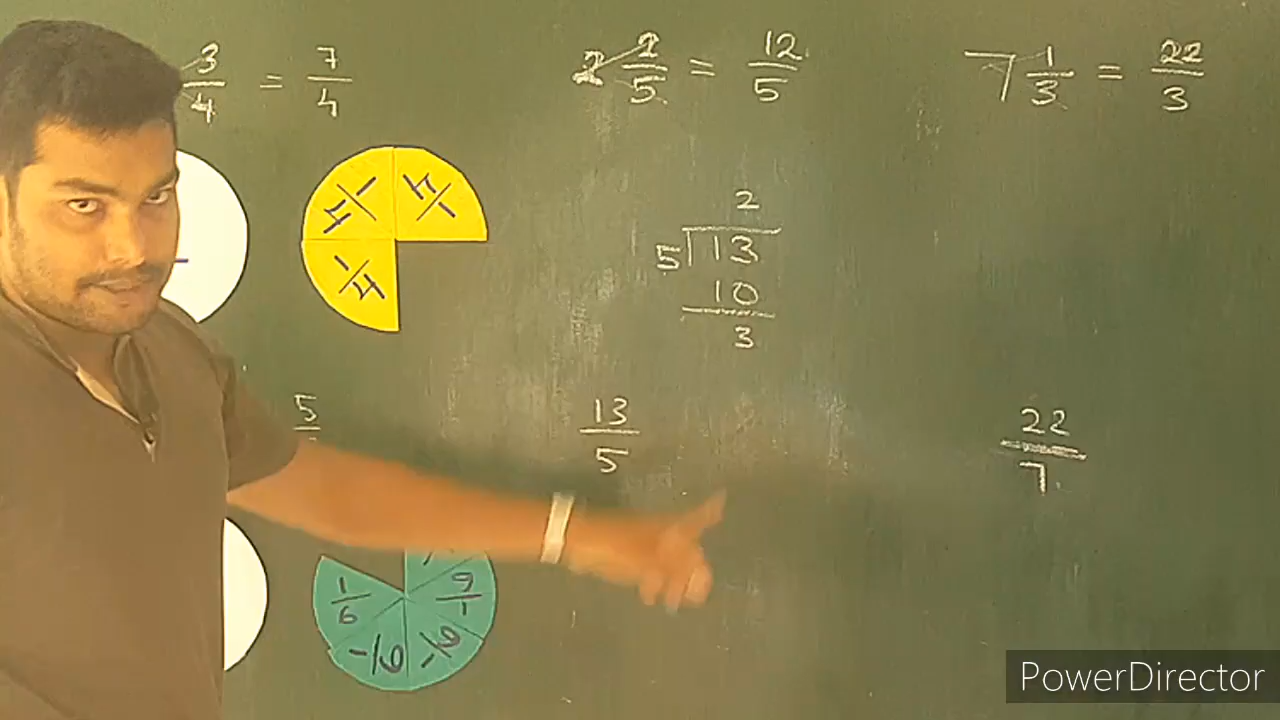 3/4 = 7/4
2 2/5 = 12/5
7 1/3 = 22/3
1/4 1/4
1/4
2
5 13
10
3
5
13/5
22/7
1/6 1/6
1/6 1/6
PowerDirector